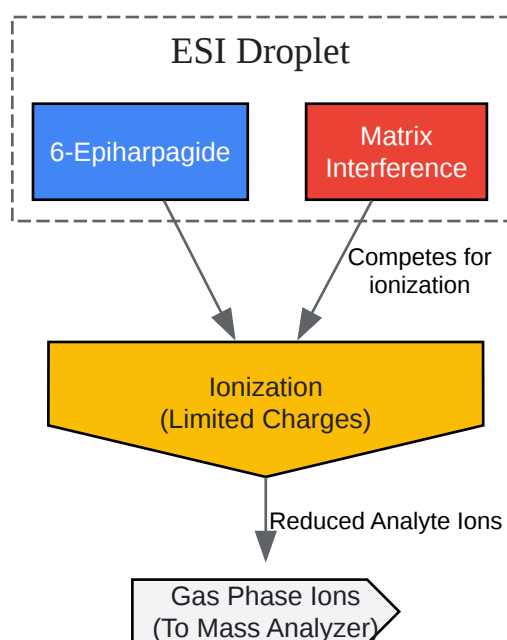 ESI Droplet
6-Epiharpagide
Matrix
Interference
Competes for
ionization
Ionization
(Limited Charges)
Reduced Analyte Ions
Gas Phase Ions
(To Mass Analyzer)